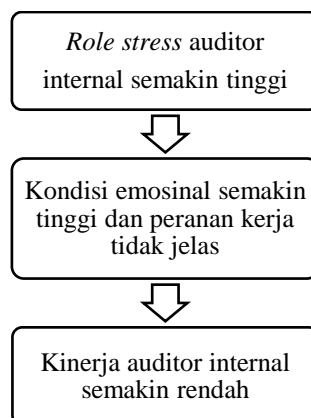 Role stress auditor
internal semakin tinggi
Kondisi emosinal semakin
tinggi dan peranan kerja
tidak jelas
Kinerja auditor internal
semakin rendah